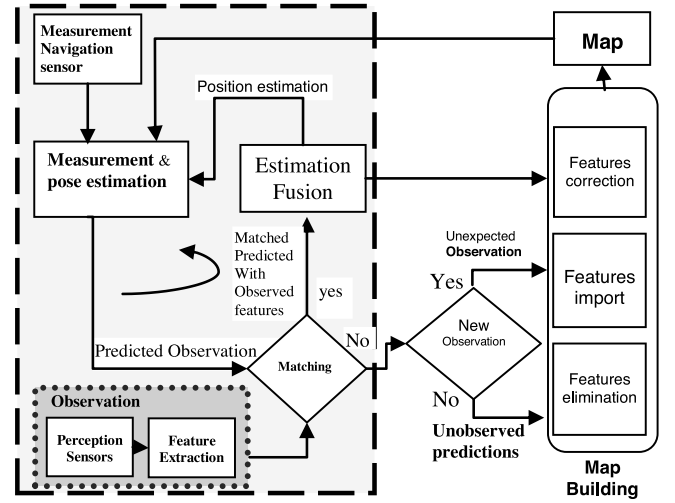 Measurement
Navigation
sensor
Map
Position estimation
Measurement &
pose estimation
Estimation
Fusion
Features
correction
Matched
Predicted
With
Observed
features
yes
Unexpected
Observation
Yes
Features
import
New
Observation
No
Predicted Observation
Matching
Features
elimination
No
Unobserved
predictions
Observation
Perception
Sensors
Feature
Extraction
Map
Building